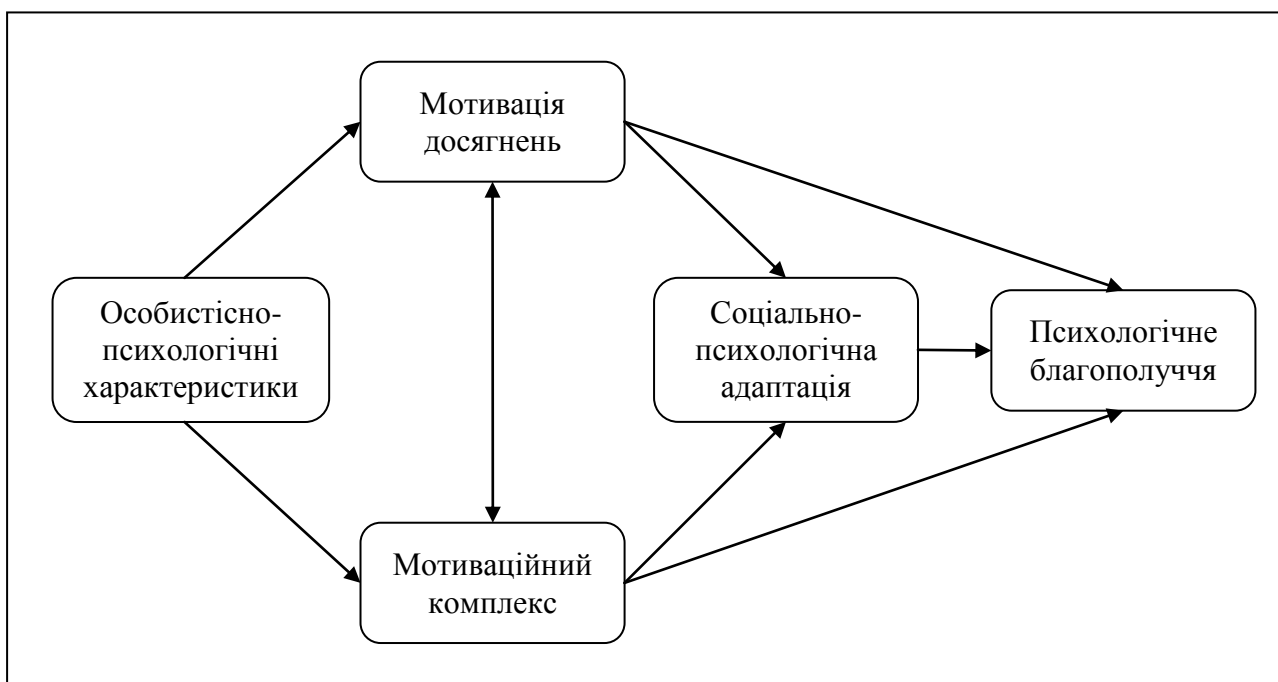 Мотивація
досягнень
Особистісно-
психологічні
характеристики
Соціально-
психологічна
адаптація
Психологічне
благополуччя
Мотиваційний
комплекс